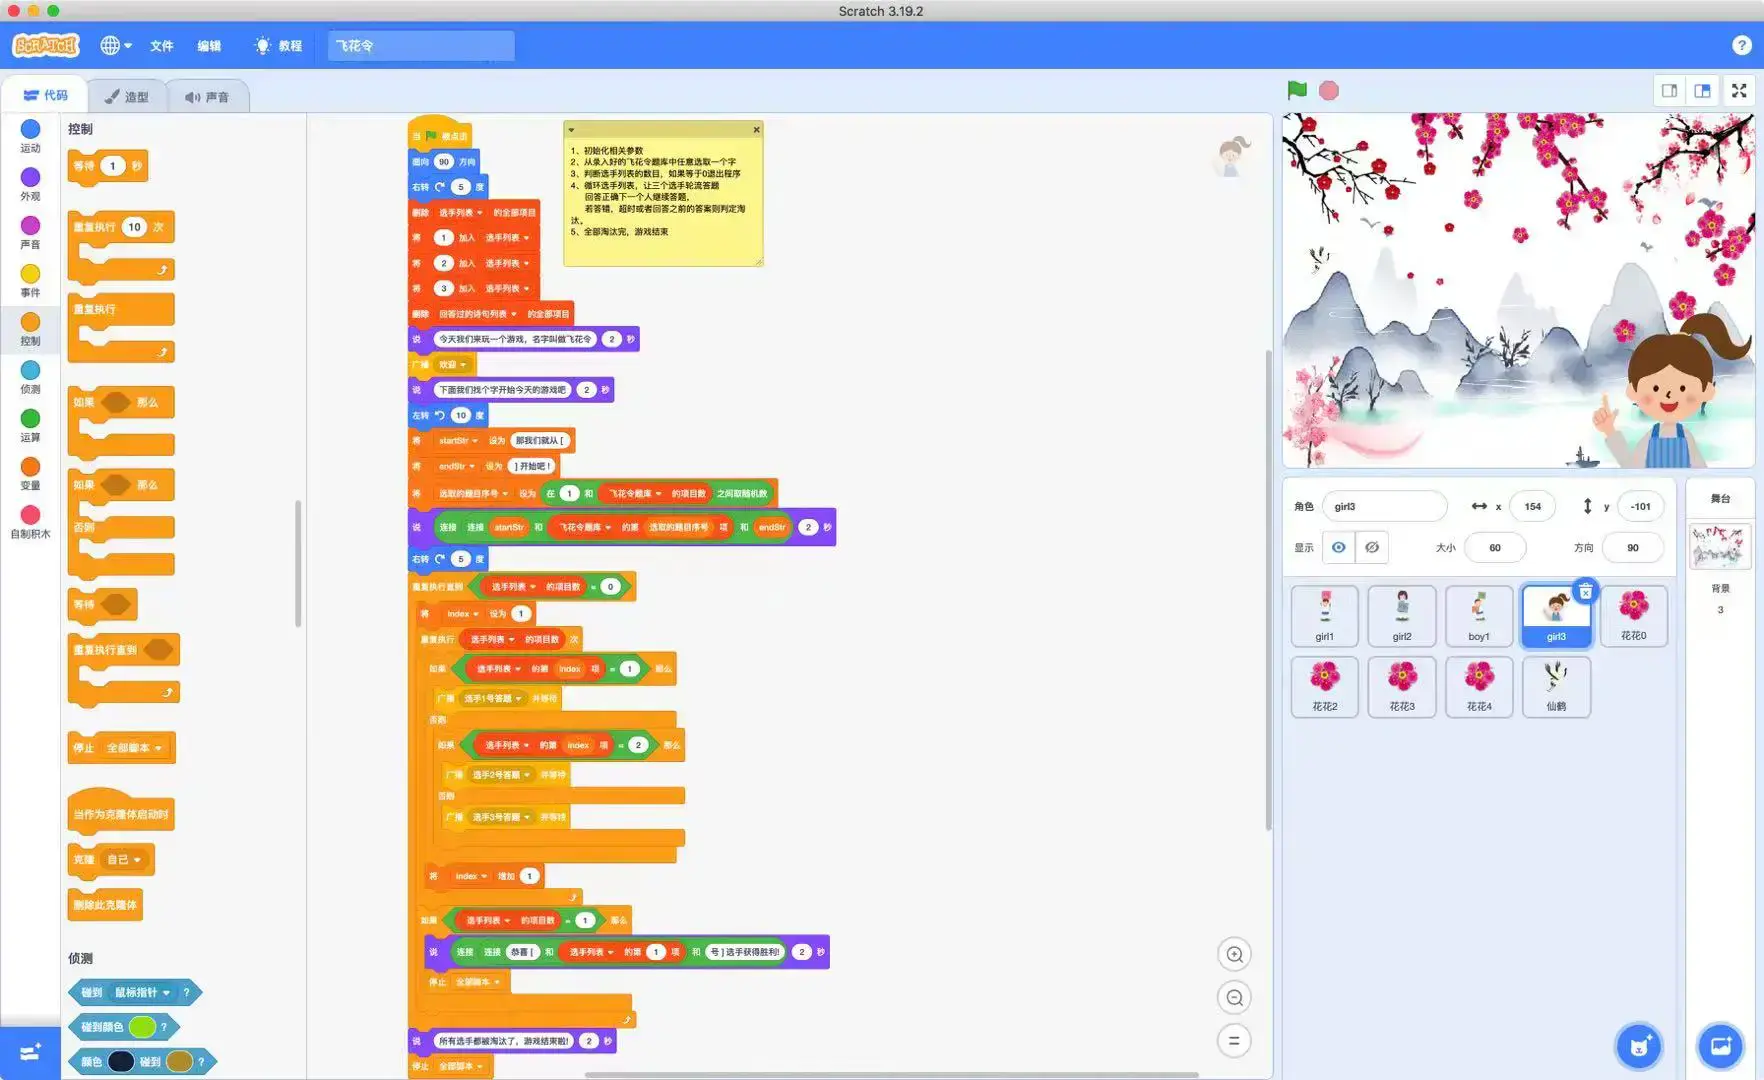 Scratch 3.19.2
SCRATCH 文件 编辑 教程 飞花令 ?
代码 造型 声音
运动
外观
声音
事件
控制
侦测
运算
变量
自制积木
控制
等待 1 秒
重复执行 10 次
重复执行
如果 那么
如果 那么
否则
等待
重复执行直到
停止 全部脚本
当作为克隆体启动时
克隆 自己
删除此克隆体
侦测
碰到 鼠标指针 ?
碰到颜色 ?
颜色 碰到 ?
当 被点击
面向 90 方向
右转 5 度
删除 选手列表 的全部项目
将 1 加入 选手列表
将 2 加入 选手列表
将 3 加入 选手列表
删除 回答过的诗句列表 的全部项目
说 今天我们来玩一个游戏，名字叫做飞花令 2 秒
广播 欢迎
说 下面我们找个字开始今天的游戏吧 2 秒
左转 10 度
将 startStr 设为 那我们就从 [
将 endStr 设为 ] 开始吧！
将 选取的题目序号 设为 在 1 和 飞花令题库 的项目数 之间取随机数
说 连接 连接 startStr 和 飞花令题库 的第 选取的题目序号 项 和 endStr 2 秒
右转 5 度
重复执行直到 选手列表 的项目数 = 0
将 index 设为 1
重复执行 选手列表 的项目数 次
如果 选手列表 的第 index 项 = 1 那么
广播 选手1号答题 并等待
否则
如果 选手列表 的第 index 项 = 2 那么
广播 选手2号答题 并等待
否则
广播 选手3号答题 并等待
将 index 增加 1
如果 选手列表 的项目数 = 1 那么
说 连接 连接 恭喜 [ 和 选手列表 的第 1 项 和 号 ] 选手获得胜利! 2 秒
停止 全部脚本
说 所有选手都被淘汰了，游戏结束啦! 2 秒
停止 全部脚本
1、初始化相关参数
2、从录入好的飞花令题库中任意选取一个字
3、判断选手列表的数目，如果等于0退出程序
4、循环选手列表，让三个选手轮流答题
回答正确下一个人继续答题，
若答错，超时或者回答之前的答案则判定淘
汰。
5、全部淘汰完，游戏结束
角色 girl3 x 154 y -101
显示 大小 60 方向 90
girl1 girl2 boy1 girl3 花花0
花花2 花花3 花花4 仙鹤
舞台
背景
3